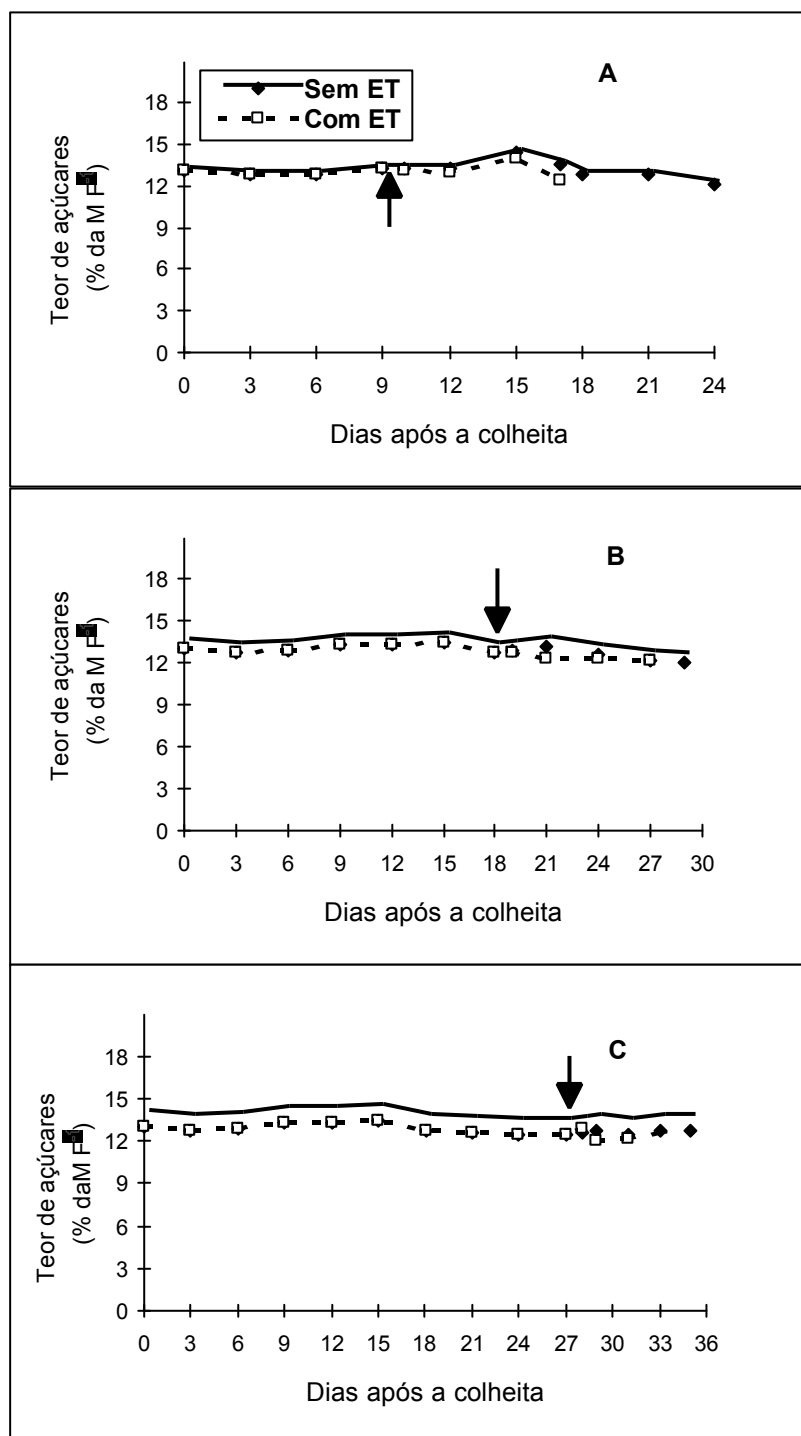 A
Sem ET
Com ET
Teor de açúcares
(% da M F)
18
15
12
9
6
3
0
0 3 6 9 12 15 18 21 24
Dias após a colheita
B
Teor de açúcares
(% da M F)
18
15
12
9
6
3
0
0 3 6 9 12 15 18 21 24 27 30
Dias após a colheita
C
Teor de açúcares
(% daM F)
18
15
12
9
6
3
0
0 3 6 9 12 15 18 21 24 27 30 33 36
Dias após a colheita